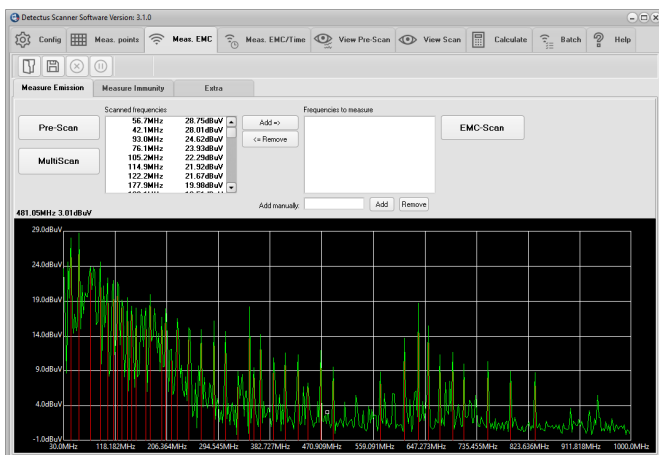 Detectus Scanner Software Version: 3.1.0
Config Meas. points Meas. EMC Meas. EMC/Time View Pre-Scan View Scan Calculate Batch Help
Measure Emission Measure Immunity Extra
Scanned frequencies Frequencies to measure
Pre-Scan
MultiScan
56.7MHz 28.75dBuV
42.1MHz 28.01dBuV
93.0MHz 24.62dBuV
76.1MHz 23.93dBuV
105.2MHz 22.29dBuV
114.9MHz 21.92dBuV
122.2MHz 21.67dBuV
177.9MHz 19.98dBuV
Add =>
<= Remove
EMC-Scan
Add manually: Add Remove
481.05MHz 3.01dBuV
29.0dBuV
24.0dBuV
19.0dBuV
14.0dBuV
9.0dBuV
4.0dBuV
-1.0dBuV
30.0MHz 118.182MHz 206.364MHz 294.545MHz 382.727MHz 470.909MHz 559.091MHz 647.273MHz 735.455MHz 823.636MHz 911.818MHz 1000.0MHz